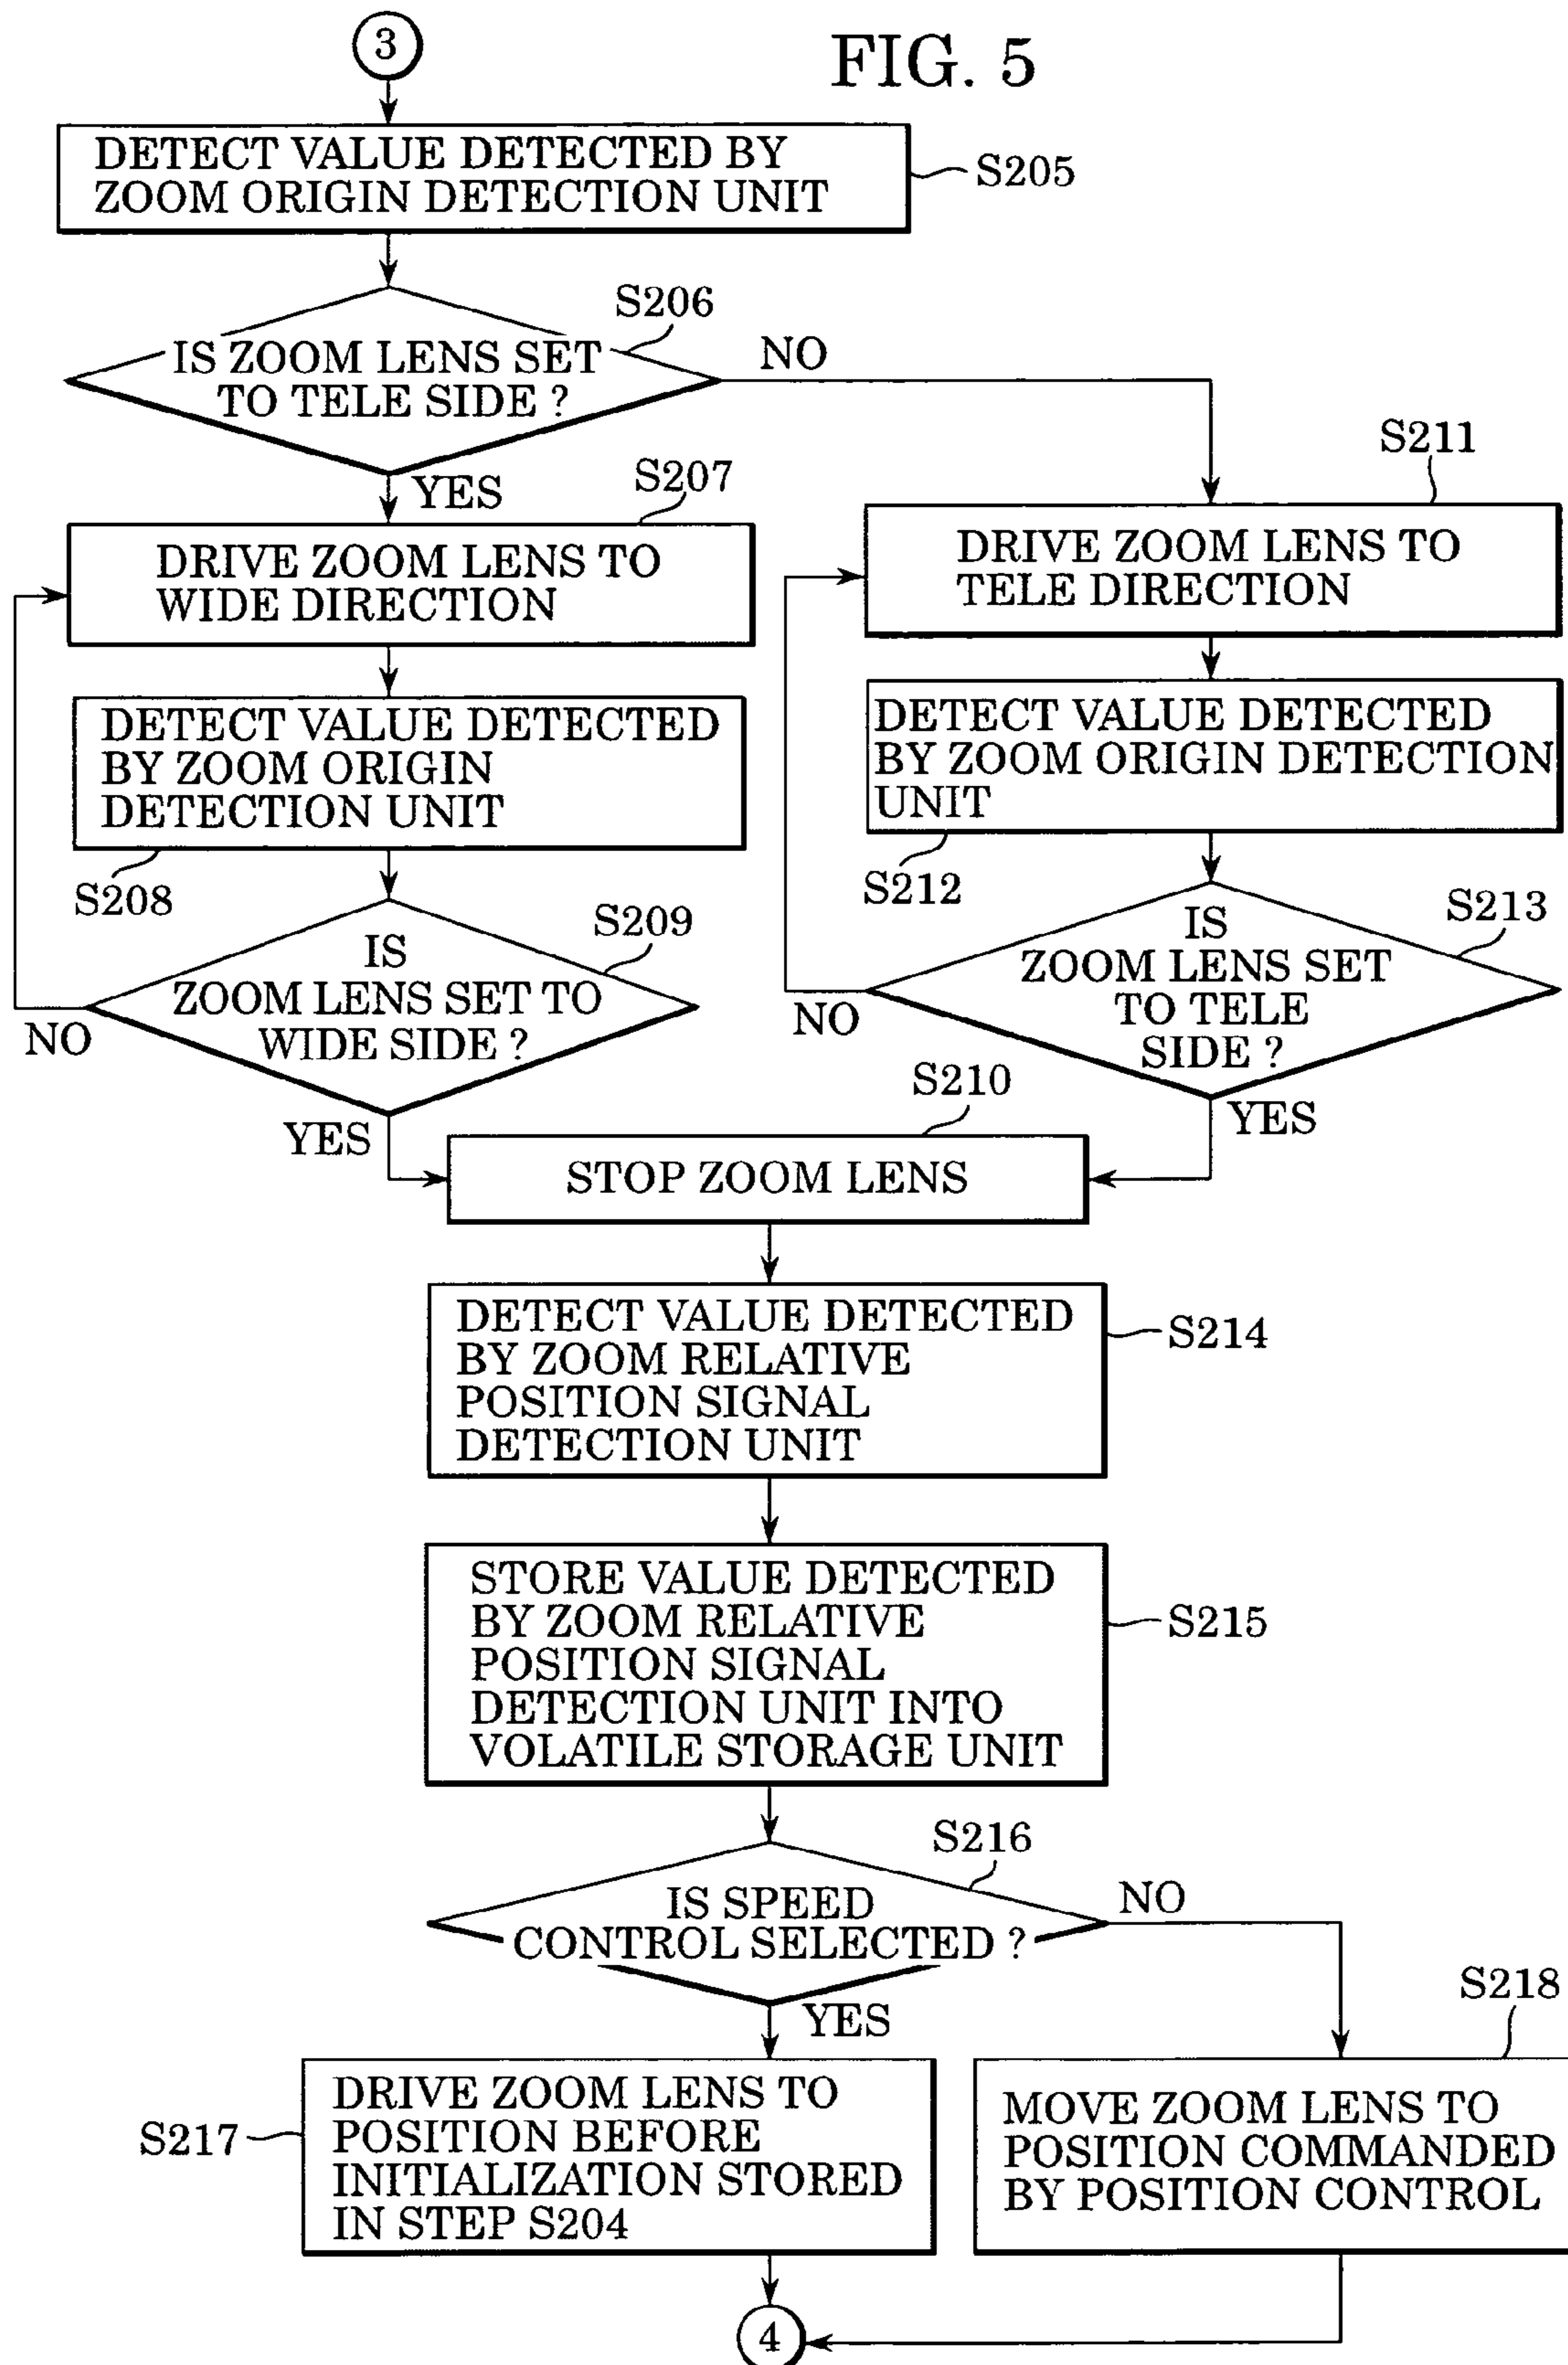 3
FIG. 5
DETECT VALUE DETECTED BY
ZOOM ORIGIN DETECTION UNIT
S205
S206
IS ZOOM LENS SET
TO TELE SIDE ?
NO
YES
S207
DRIVE ZOOM LENS TO
WIDE DIRECTION
S211
DRIVE ZOOM LENS TO
TELE DIRECTION
DETECT VALUE DETECTED
BY ZOOM ORIGIN
DETECTION UNIT
S208
DETECT VALUE DETECTED
BY ZOOM ORIGIN DETECTION
UNIT
S212
S209
IS
ZOOM LENS SET TO
WIDE SIDE ?
NO
YES
S213
IS
ZOOM LENS SET
TO TELE
SIDE ?
NO
YES
S210
STOP ZOOM LENS
DETECT VALUE DETECTED
BY ZOOM RELATIVE
POSITION SIGNAL
DETECTION UNIT
S214
STORE VALUE DETECTED
BY ZOOM RELATIVE
POSITION SIGNAL
DETECTION UNIT INTO
VOLATILE STORAGE UNIT
S215
S216
IS SPEED
CONTROL SELECTED ?
NO
YES
S217
DRIVE ZOOM LENS TO
POSITION BEFORE
INITIALIZATION STORED
IN STEP S204
S218
MOVE ZOOM LENS TO
POSITION COMMANDED
BY POSITION CONTROL
4